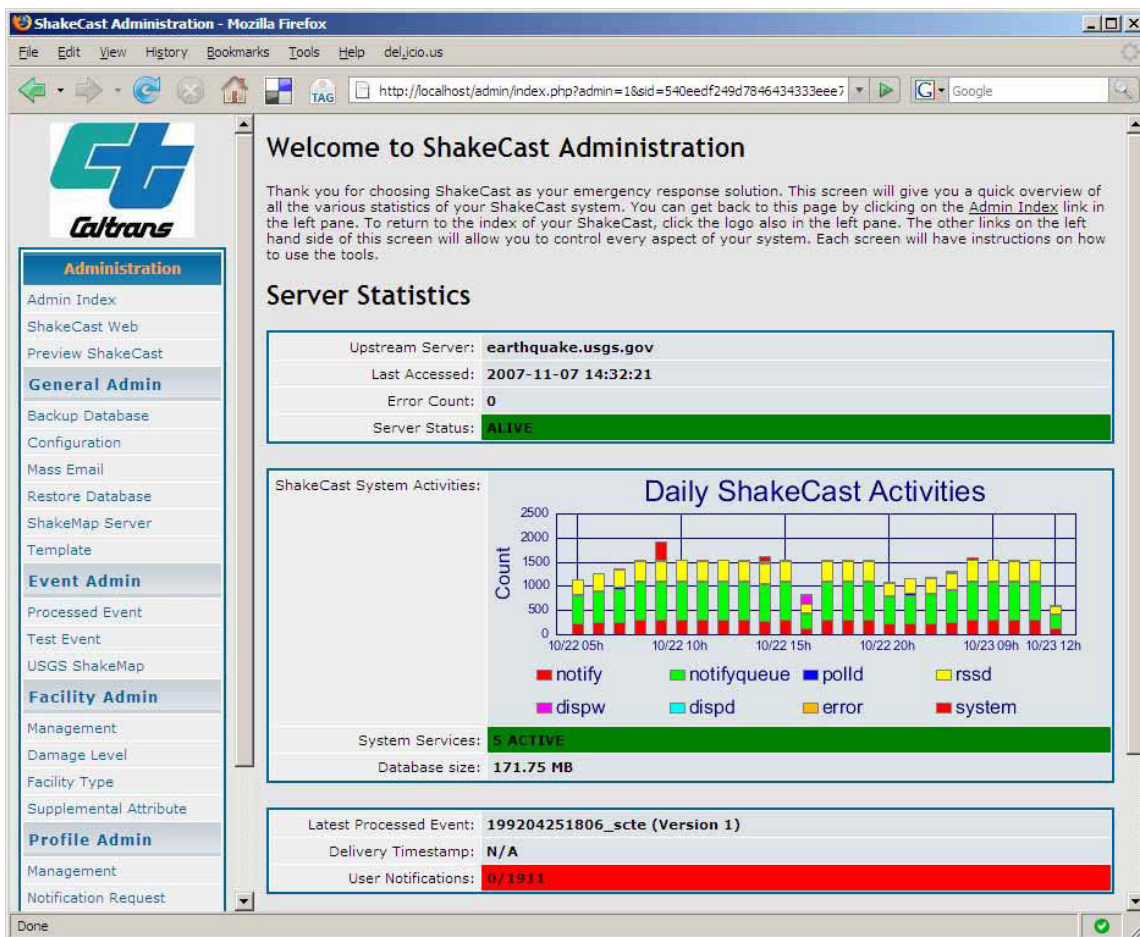 ShakeCast Administration - Mozilla Firefox
File Edit View History Bookmarks Tools Help del.icio.us
TAG http://localhost/admin/index.php?admin=1&sid=540eedf249d7846434333eee7 G Google
Caltrans
Administration
Admin Index
ShakeCast Web
Preview ShakeCast
General Admin
Backup Database
Configuration
Mass Email
Restore Database
ShakeMap Server
Template
Event Admin
Processed Event
Test Event
USGS ShakeMap
Facility Admin
Management
Damage Level
Facility Type
Supplemental Attribute
Profile Admin
Management
Notification Request
Welcome to ShakeCast Administration
Thank you for choosing ShakeCast as your emergency response solution. This screen will give you a quick overview of
all the various statistics of your ShakeCast system. You can get back to this page by clicking on the Admin Index link in
the left pane. To return to the index of your ShakeCast, click the logo also in the left pane. The other links on the left
hand side of this screen will allow you to control every aspect of your system. Each screen will have instructions on how
to use the tools.
Server Statistics
Upstream Server: earthquake.usgs.gov
Last Accessed: 2007-11-07 14:32:21
Error Count: 0
Server Status: ALIVE
ShakeCast System Activities:
Daily ShakeCast Activities
Count
2500
2000
1500
1000
500
0
10/22 05h 10/22 10h 10/22 15h 10/22 20h 10/23 09h 10/23 12h
notify notifyqueue polld rssd
dispw dispd error system
System Services: 5 ACTIVE
Database size: 171.75 MB
Latest Processed Event: 199204251806_scte (Version 1)
Delivery Timestamp: N/A
User Notifications: 0/1911
Done